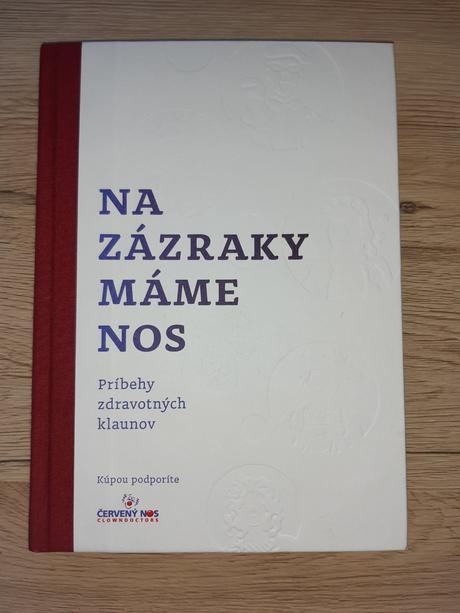 NA
ZÁZRAKY
MÁME
NOS
Príbehy
zdravotných
klaunov
Kúpou podporíte
ČERVENÝ NOS
CLOWNDOCTORS